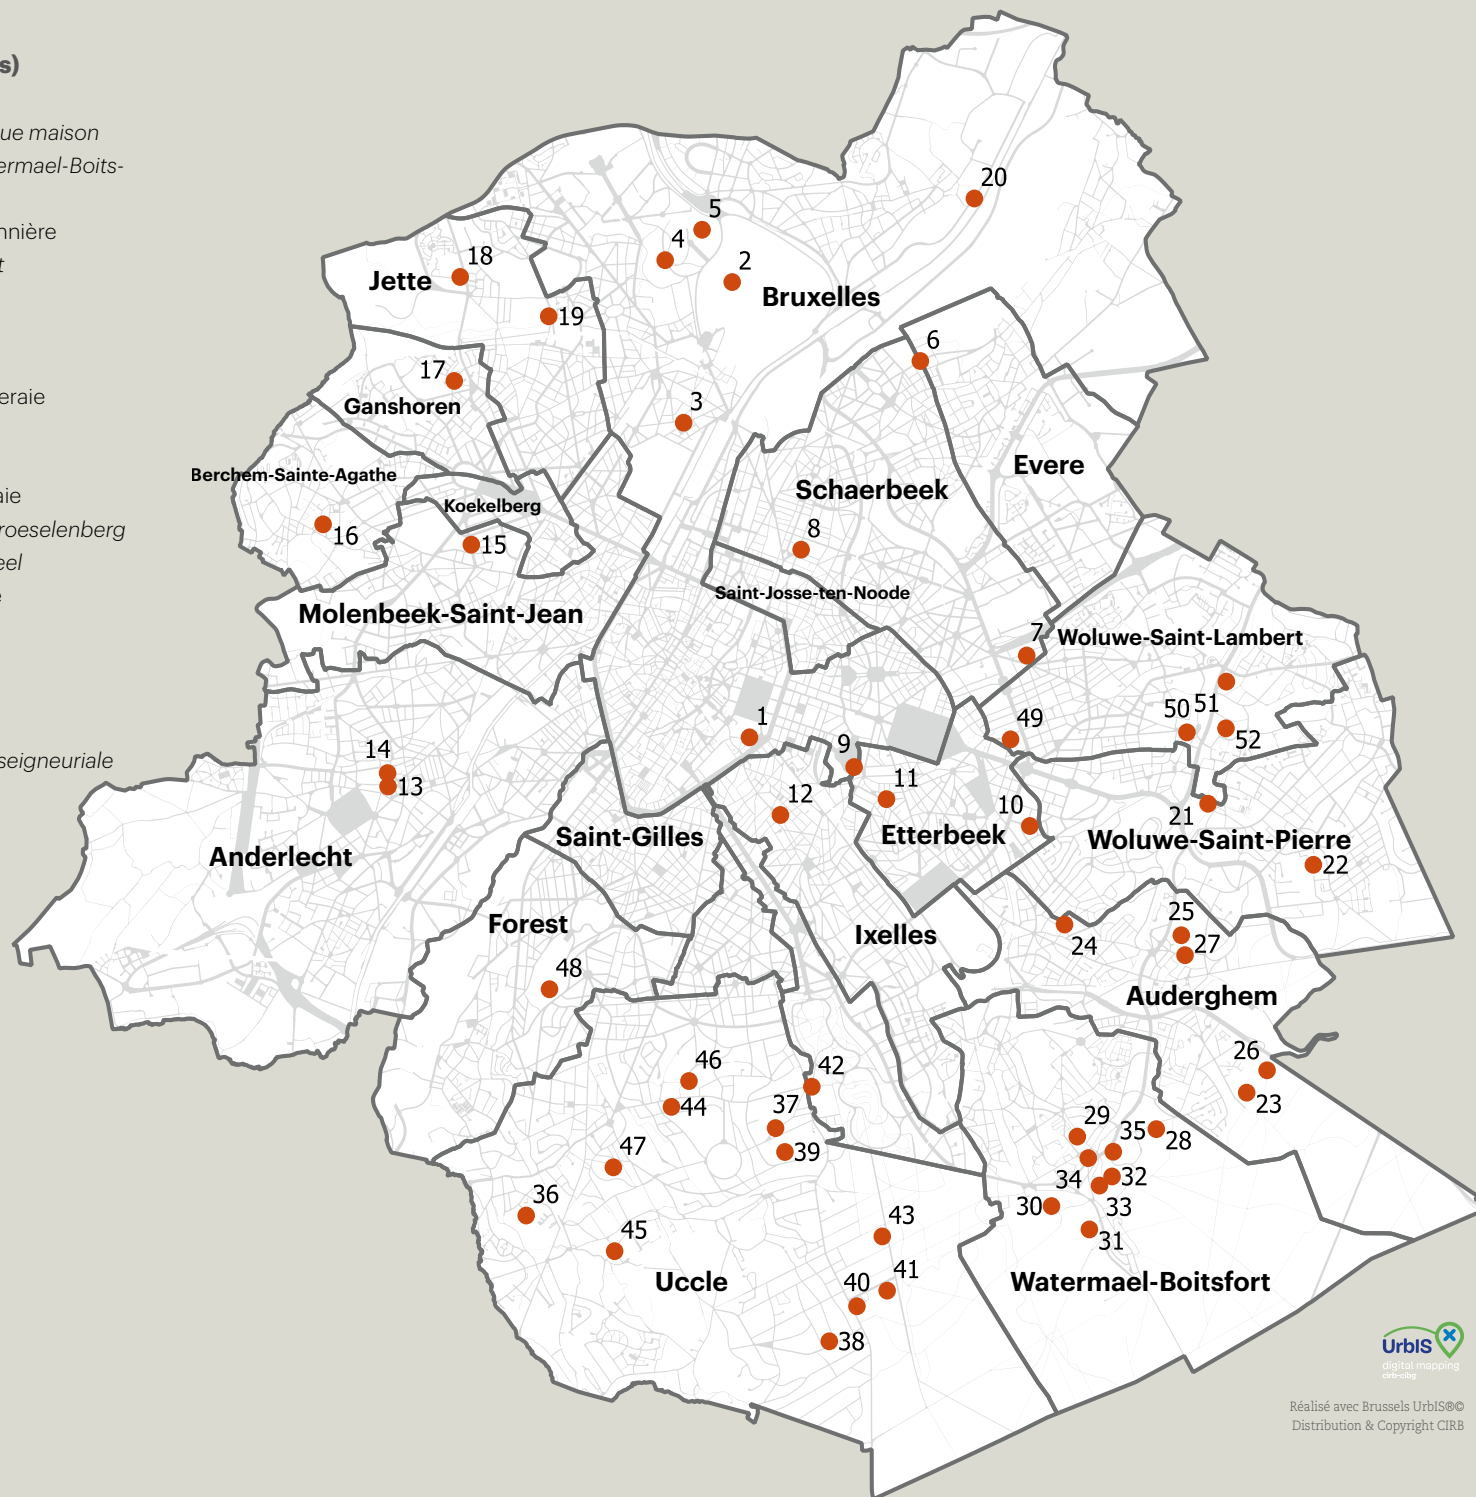 s)
ue maison
ermael-Boits-
nnière
t
eraie
aie
roeselenberg
eel
e
seigneuriale
20
5
4
2
18
Jette
Bruxelles
19
6
17
3
Ganshoren
Evere
Berchem-Sainte-Agathe
Schaerbeek
Koekelberg
16
8
15
Saint-Josse-ten-Noode
Molenbeek-Saint-Jean
7
Woluwe-Saint-Lambert
50
51
1
49
9
52
14
13
11
12
10
21
Saint-Gilles
Etterbeek
Woluwe-Saint-Pierre
Anderlecht
22
25
Forest
Ixelles
24
27
48
Auderghem
26
46
42
44
37
23
29
35
28
39
47
34
32
36
30
33
43
45
31
41
Uccle
40
Watermael-Boitsfort
38
UrbIS
digital mapping
cirb-cibg
Réalisé avec Brussels UrbIS®©
Distribution & Copyright CIRB